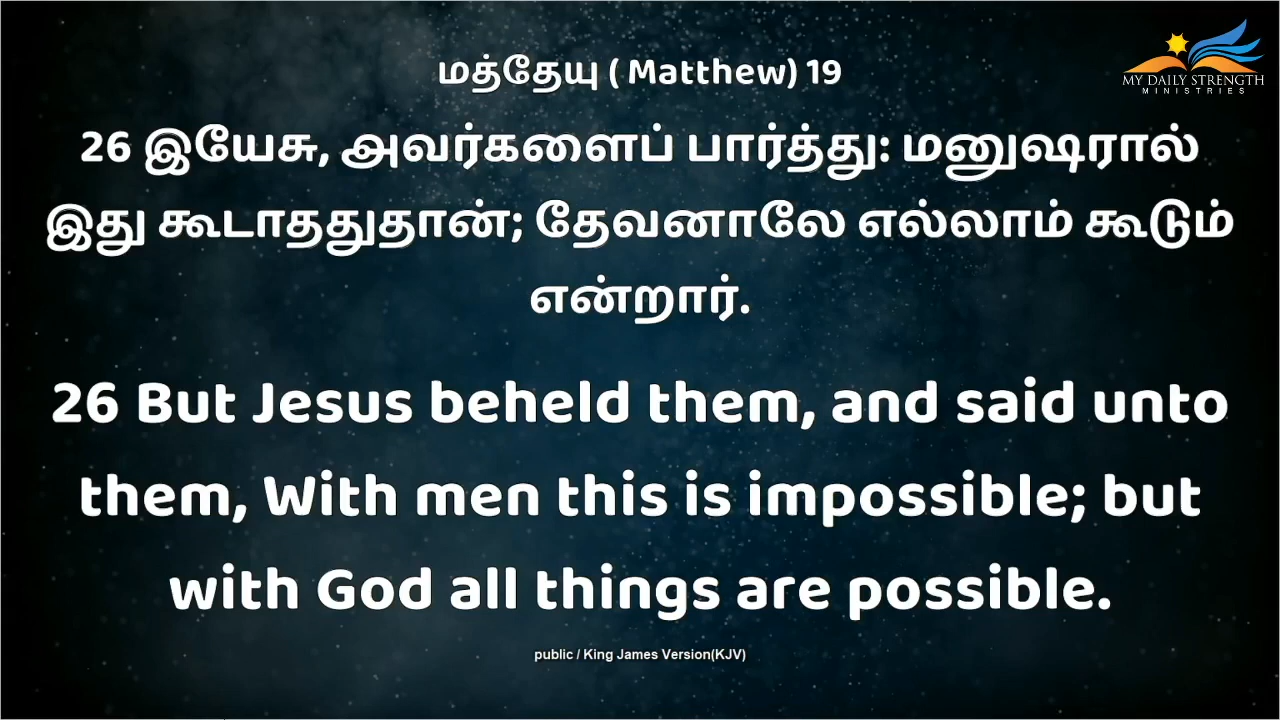 மத்தேயு ( Matthew) 19
MY DAILY STRENGTH
MINISTRIES
26 இயேசு, அவர்களைப் பார்த்து: மனுஷரால்
இது கூடாததுதான்; தேவனாலே எல்லாம் கூடும்
என்றார்.
26 But Jesus beheld them, and said unto
them, With men this is impossible; but
with God all things are possible.
public / King James Version(KJV)